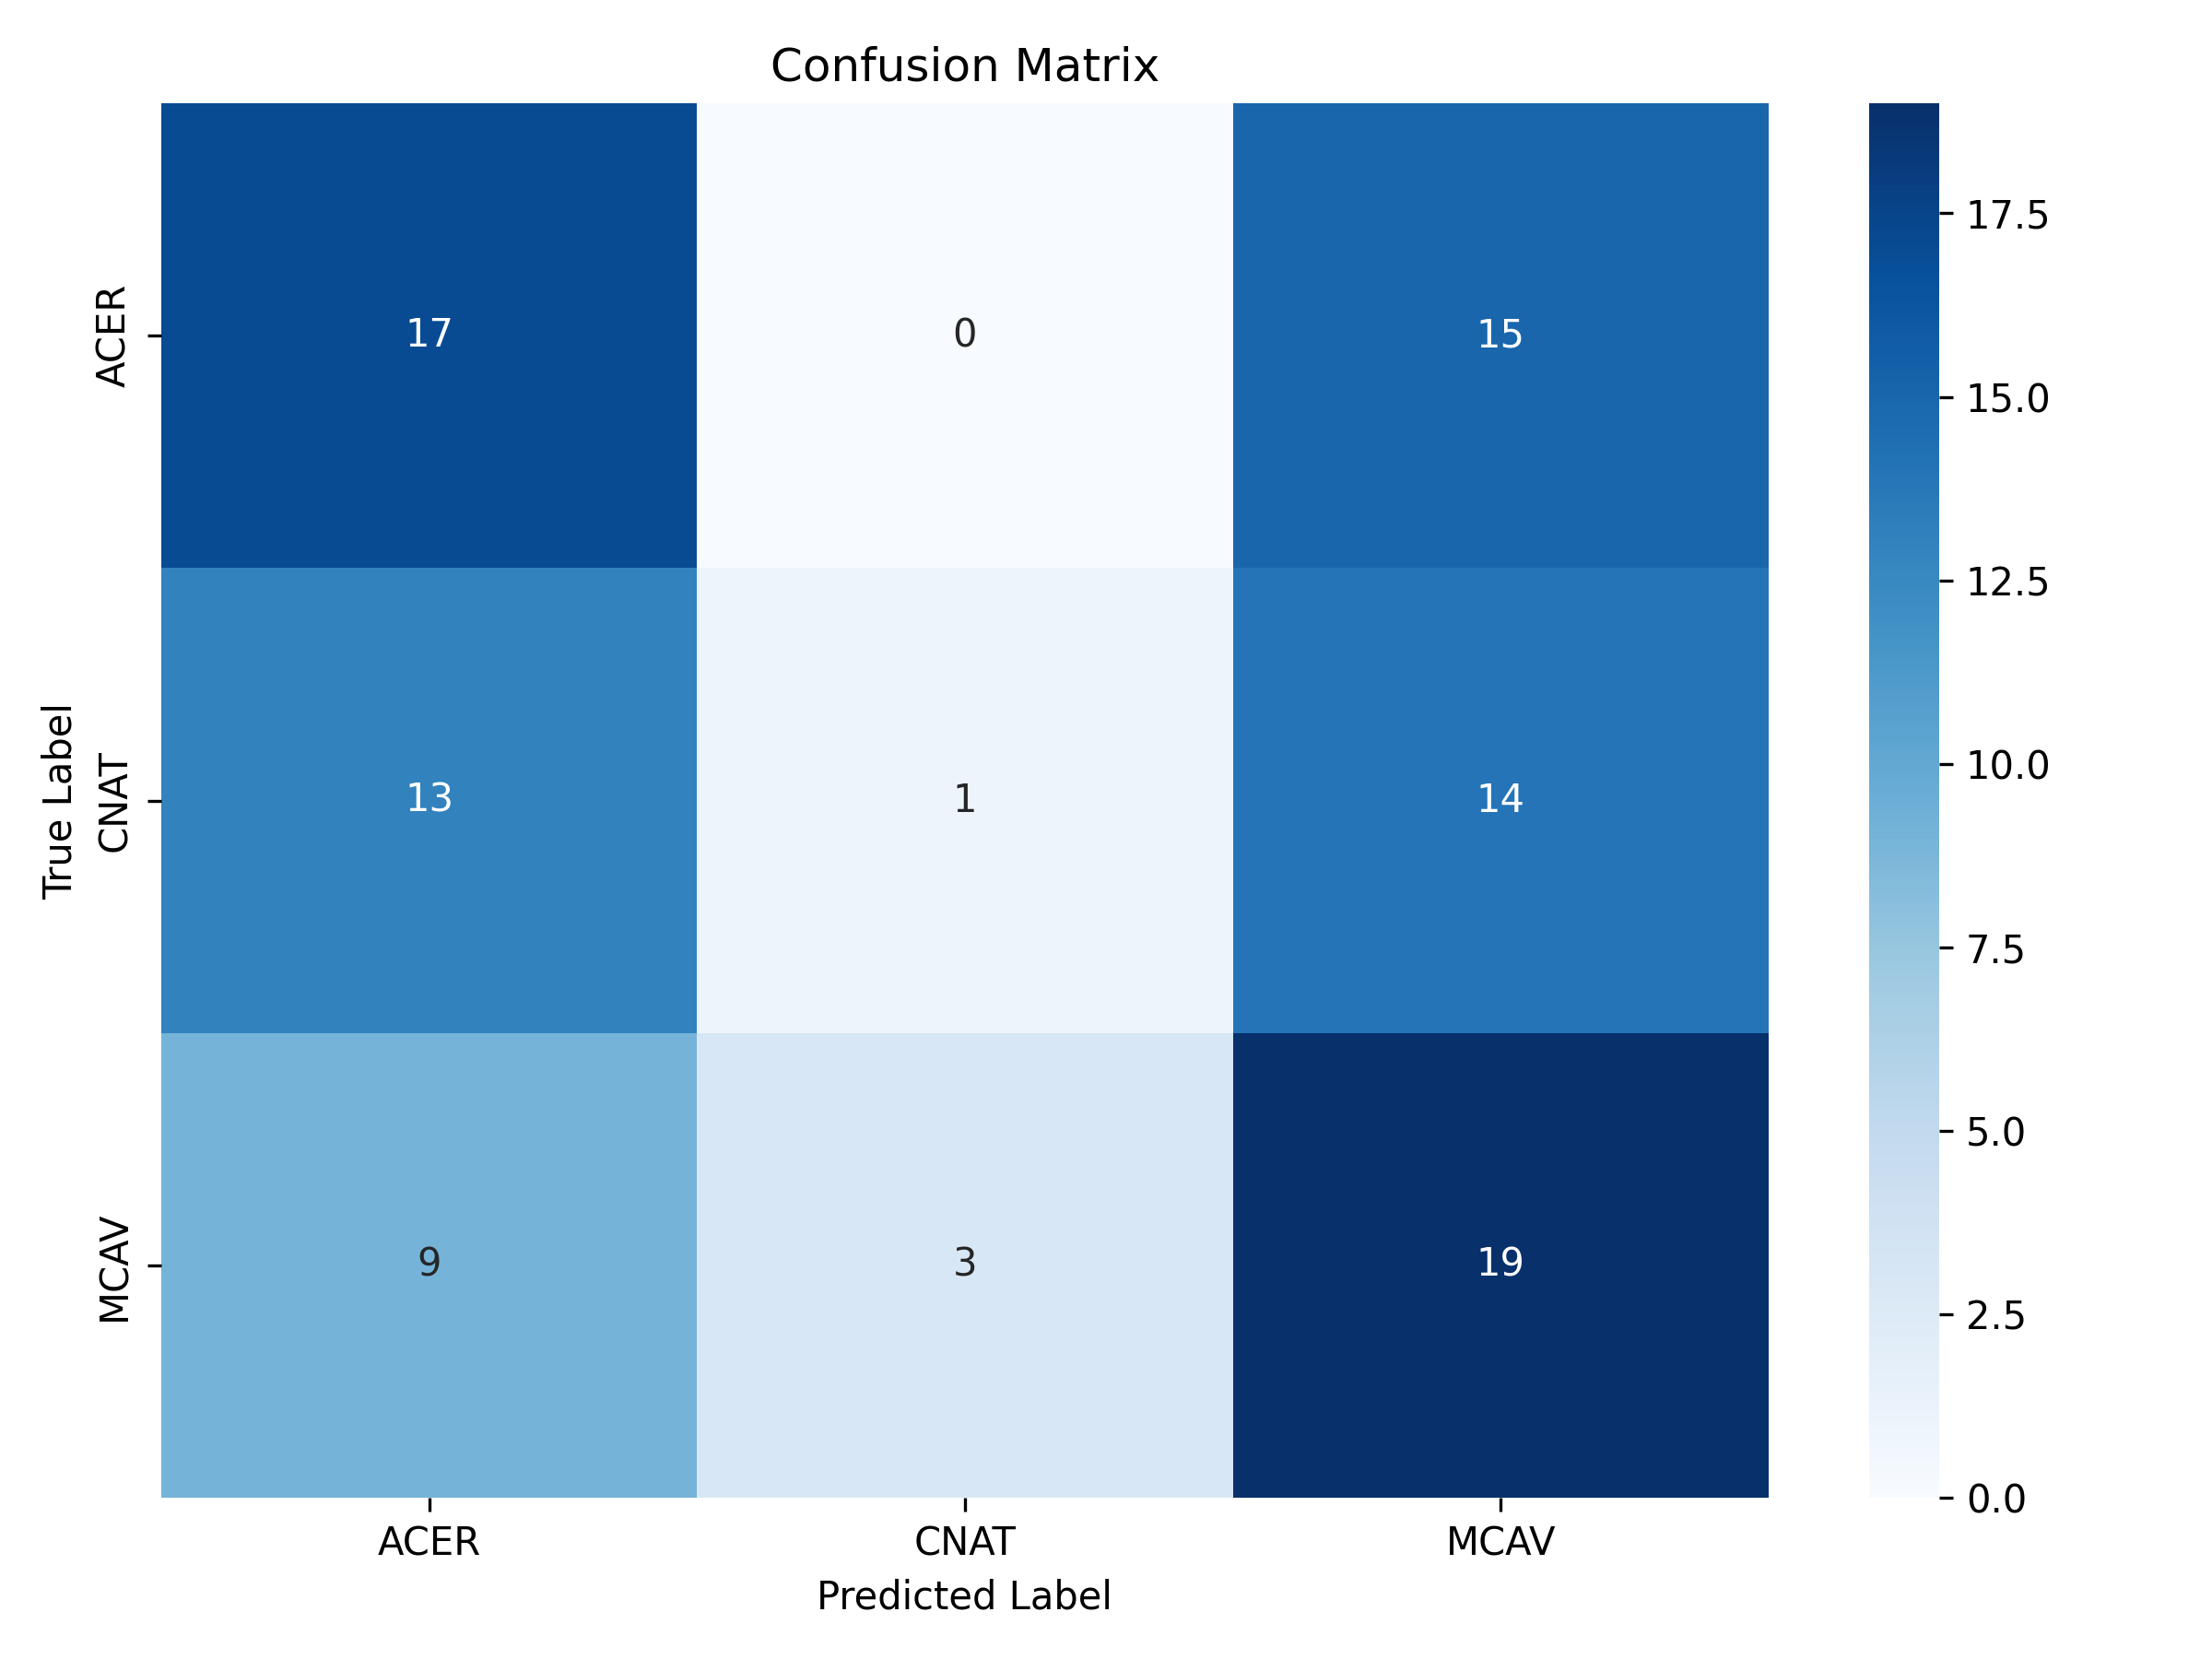 Confusion Matrix
True Label
ACER
17
0
15
CNAT
13
1
14
MCAV
9
3
19
ACER
CNAT
MCAV
Predicted Label
17.5
15.0
12.5
10.0
7.5
5.0
2.5
0.0